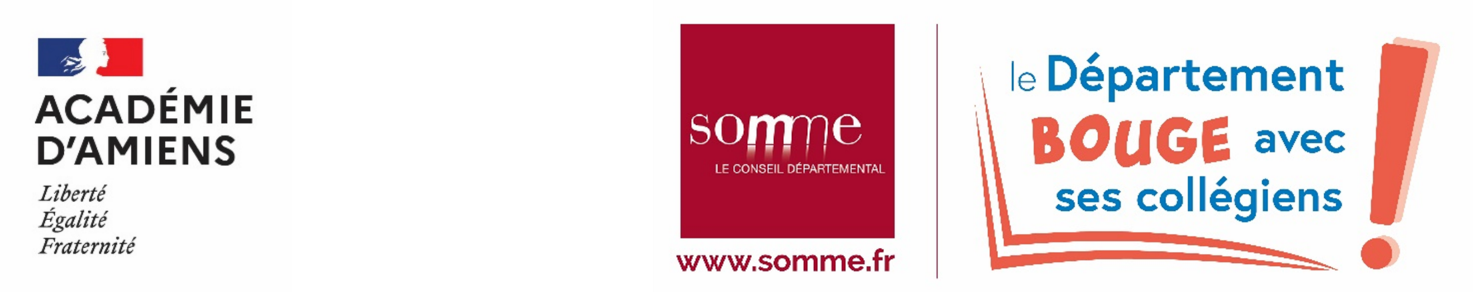 ACADÉMIE
D'AMIENS
Liberté
Égalité
Fraternité
somme
LE CONSEIL DÉPARTEMENTAL
www.somme.fr
le Département
BOUGE avec
ses collégiens !